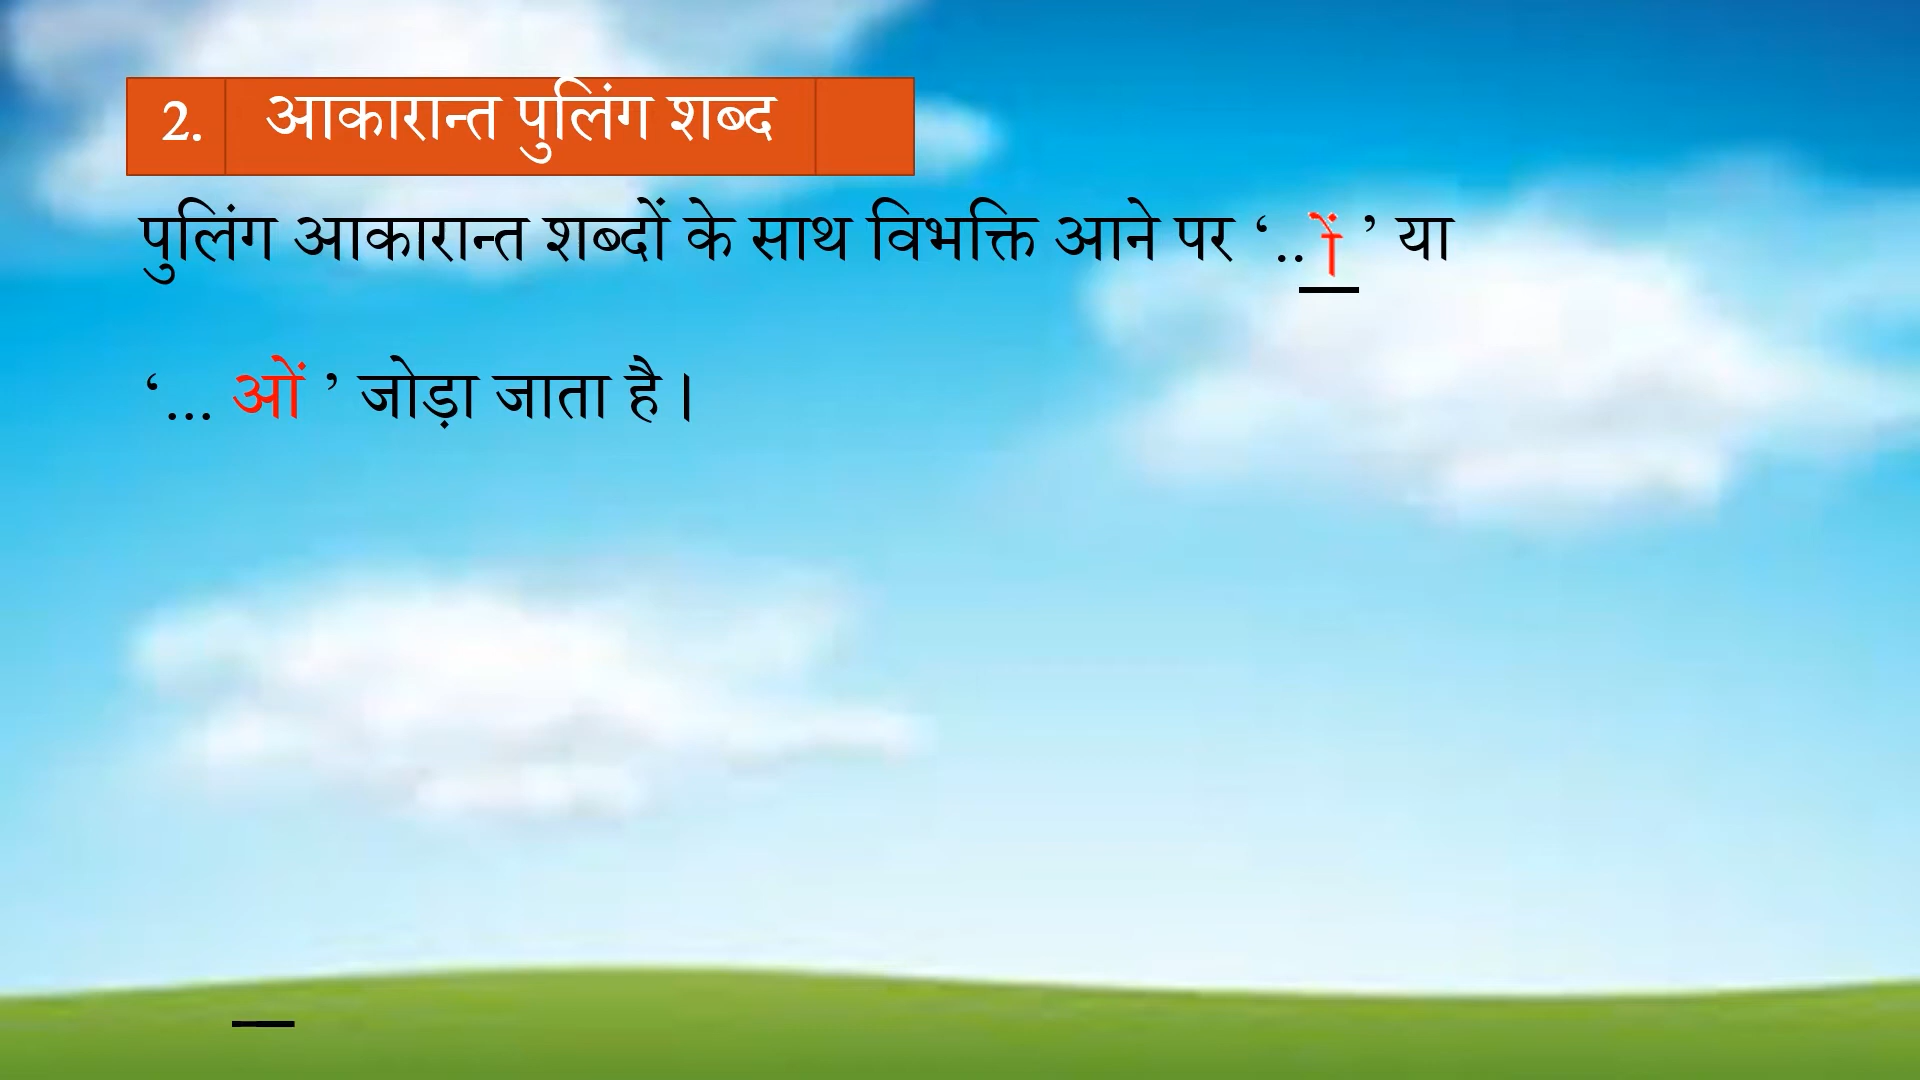 2. आकारान्त पुलिंग शब्द
पुलिंग आकारान्त शब्दों के साथ विभक्ति आने पर ‘..ों ’ या
‘... ओं ’ जोड़ा जाता है।